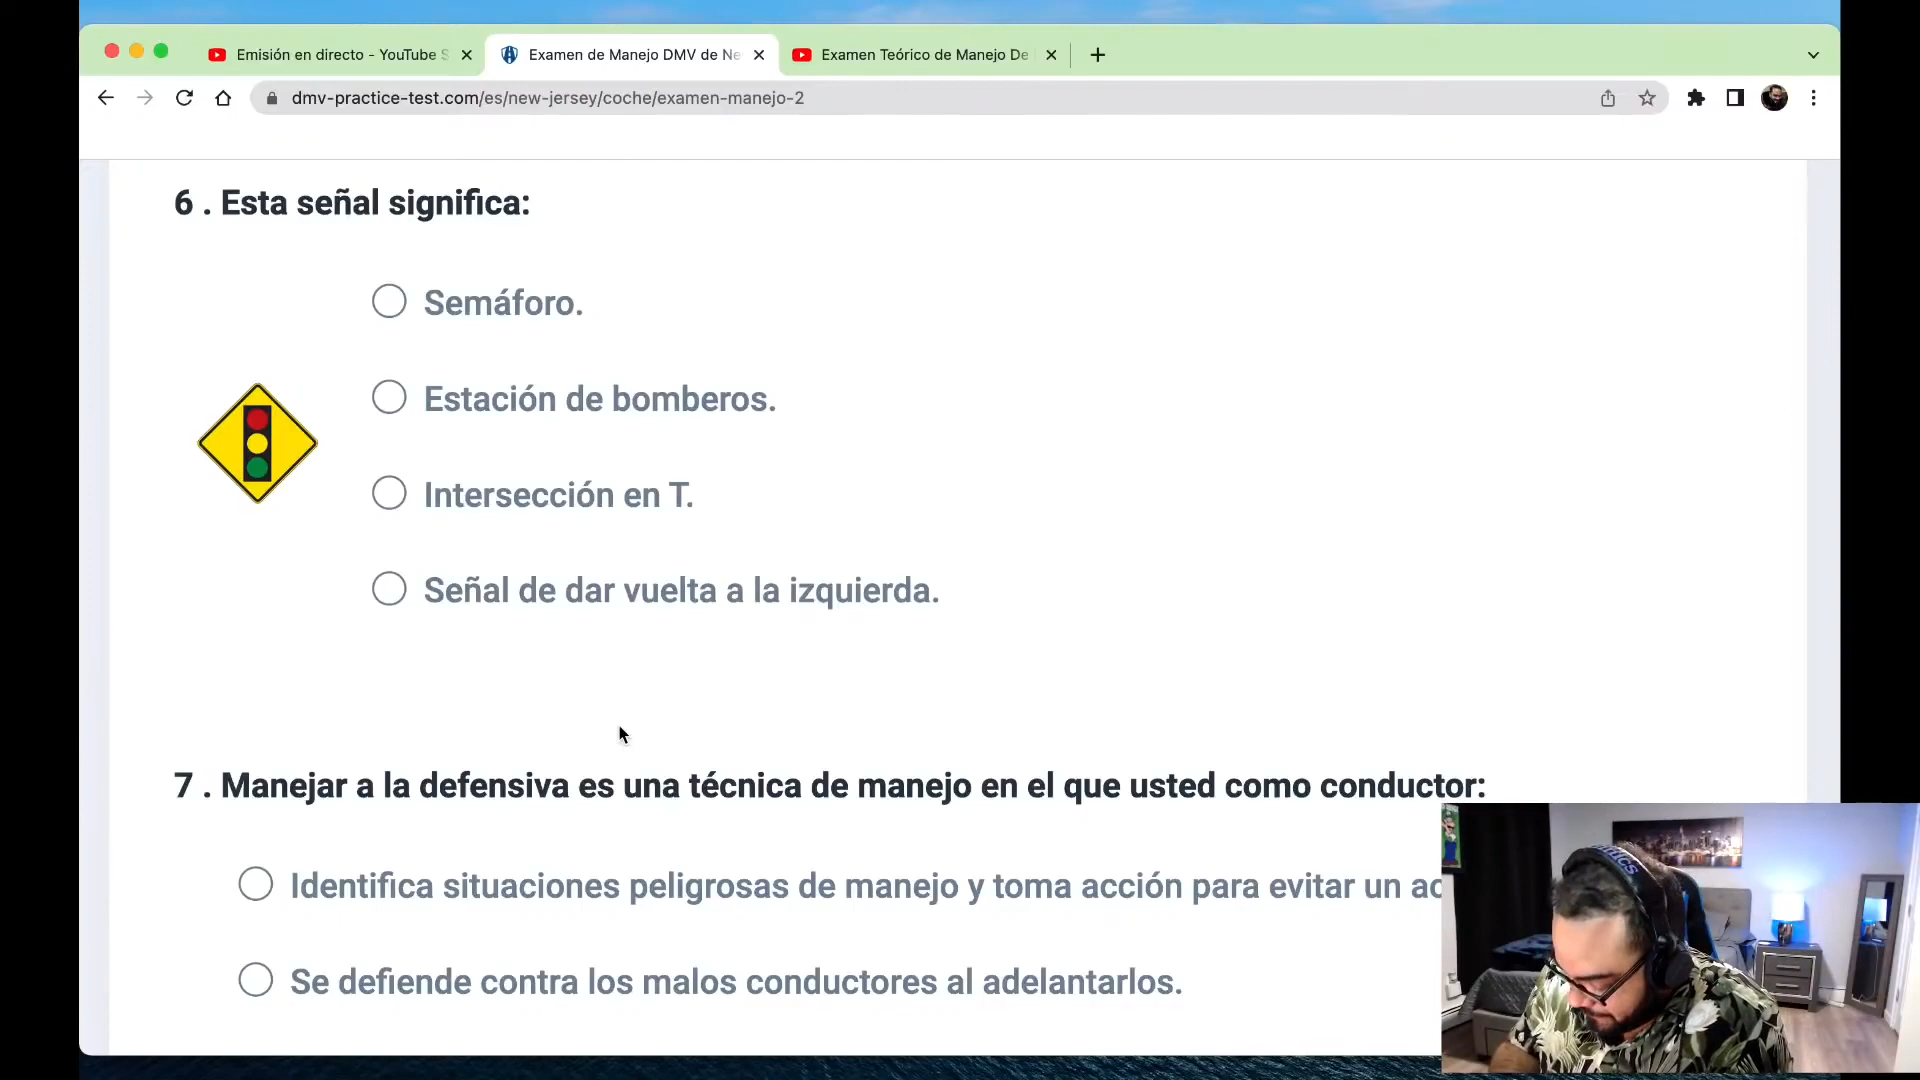 Emisión en directo - YouTube S
Examen de Manejo DMV de Ne
Examen Teórico de Manejo De
dmv-practice-test.com/es/new-jersey/coche/examen-manejo-2
6 . Esta señal significa:
Semáforo.
Estación de bomberos.
Intersección en T.
Señal de dar vuelta a la izquierda.
7 . Manejar a la defensiva es una técnica de manejo en el que usted como conductor:
Identifica situaciones peligrosas de manejo y toma acción para evitar un ac
Se defiende contra los malos conductores al adelantarlos.